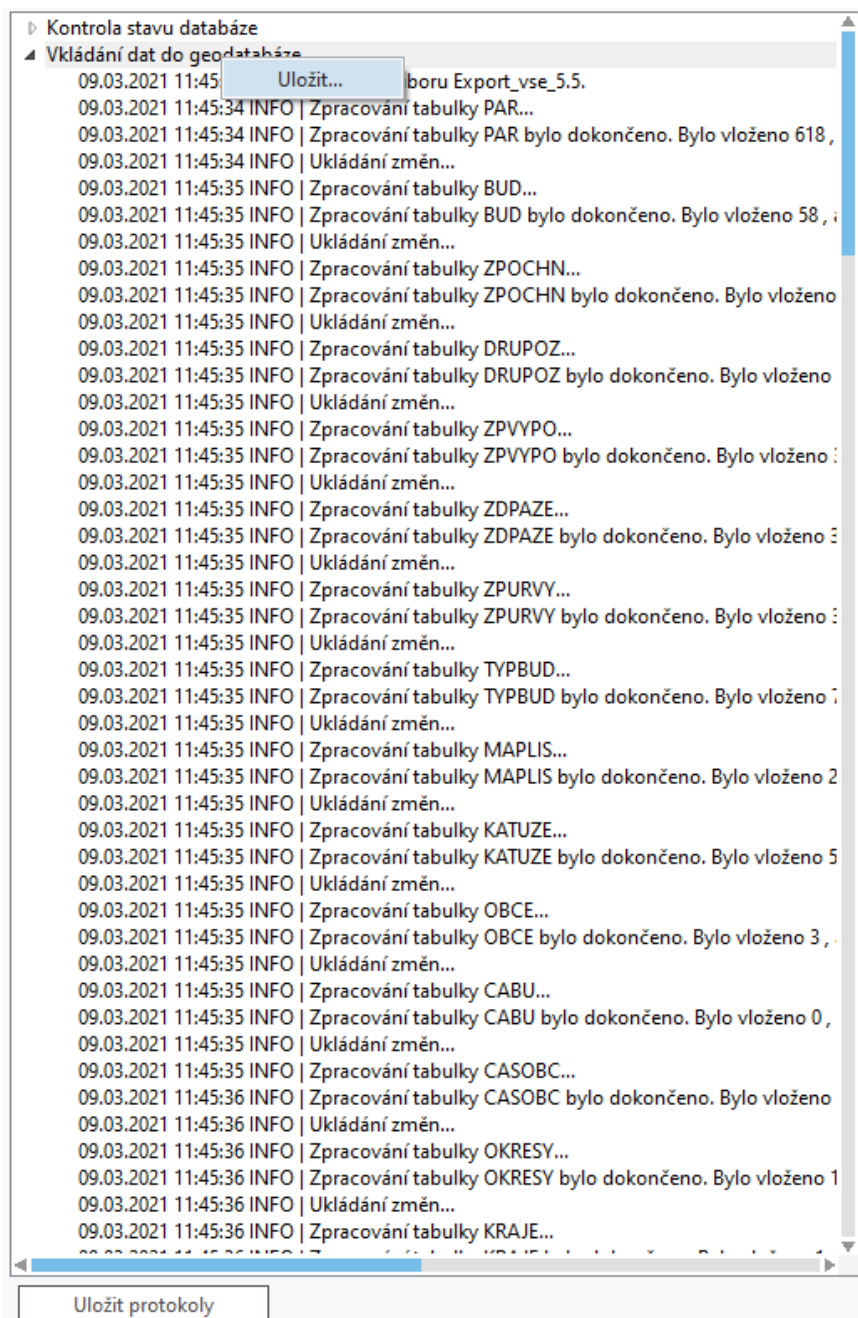 Kontrola stavu databáze
Vkládání dat do geodatabáze
Uložit...
09.03.2021 11:45: boru Export_vse_5.5.
09.03.2021 11:45:34 INFO | Zpracování tabulky PAR...
09.03.2021 11:45:34 INFO | Zpracování tabulky PAR bylo dokončeno. Bylo vloženo 618 ,
09.03.2021 11:45:34 INFO | Ukládání změn...
09.03.2021 11:45:35 INFO | Zpracování tabulky BUD...
09.03.2021 11:45:35 INFO | Zpracování tabulky BUD bylo dokončeno. Bylo vloženo 58 ,
09.03.2021 11:45:35 INFO | Ukládání změn...
09.03.2021 11:45:35 INFO | Zpracování tabulky ZPOCHN...
09.03.2021 11:45:35 INFO | Zpracování tabulky ZPOCHN bylo dokončeno. Bylo vloženo
09.03.2021 11:45:35 INFO | Ukládání změn...
09.03.2021 11:45:35 INFO | Zpracování tabulky DRUPOZ...
09.03.2021 11:45:35 INFO | Zpracování tabulky DRUPOZ bylo dokončeno. Bylo vloženo
09.03.2021 11:45:35 INFO | Ukládání změn...
09.03.2021 11:45:35 INFO | Zpracování tabulky ZPVYPO...
09.03.2021 11:45:35 INFO | Zpracování tabulky ZPVYPO bylo dokončeno. Bylo vloženo
09.03.2021 11:45:35 INFO | Ukládání změn...
09.03.2021 11:45:35 INFO | Zpracování tabulky ZDPAZE...
09.03.2021 11:45:35 INFO | Zpracování tabulky ZDPAZE bylo dokončeno. Bylo vloženo
09.03.2021 11:45:35 INFO | Ukládání změn...
09.03.2021 11:45:35 INFO | Zpracování tabulky ZPURVY...
09.03.2021 11:45:35 INFO | Zpracování tabulky ZPURVY bylo dokončeno. Bylo vloženo
09.03.2021 11:45:35 INFO | Ukládání změn...
09.03.2021 11:45:35 INFO | Zpracování tabulky TYPBUD...
09.03.2021 11:45:35 INFO | Zpracování tabulky TYPBUD bylo dokončeno. Bylo vloženo
09.03.2021 11:45:35 INFO | Ukládání změn...
09.03.2021 11:45:35 INFO | Zpracování tabulky MAPLIS...
09.03.2021 11:45:35 INFO | Zpracování tabulky MAPLIS bylo dokončeno. Bylo vloženo 2
09.03.2021 11:45:35 INFO | Ukládání změn...
09.03.2021 11:45:35 INFO | Zpracování tabulky KATUZE...
09.03.2021 11:45:35 INFO | Zpracování tabulky KATUZE bylo dokončeno. Bylo vloženo 5
09.03.2021 11:45:35 INFO | Ukládání změn...
09.03.2021 11:45:35 INFO | Zpracování tabulky OBCE...
09.03.2021 11:45:35 INFO | Zpracování tabulky OBCE bylo dokončeno. Bylo vloženo 3 ,
09.03.2021 11:45:35 INFO | Ukládání změn...
09.03.2021 11:45:35 INFO | Zpracování tabulky CABU...
09.03.2021 11:45:35 INFO | Zpracování tabulky CABU bylo dokončeno. Bylo vloženo 0 ,
09.03.2021 11:45:35 INFO | Ukládání změn...
09.03.2021 11:45:35 INFO | Zpracování tabulky CASOBC...
09.03.2021 11:45:36 INFO | Zpracování tabulky CASOBC bylo dokončeno. Bylo vloženo
09.03.2021 11:45:36 INFO | Ukládání změn...
09.03.2021 11:45:36 INFO | Zpracování tabulky OKRESY...
09.03.2021 11:45:36 INFO | Zpracování tabulky OKRESY bylo dokončeno. Bylo vloženo 1
09.03.2021 11:45:36 INFO | Ukládání změn...
09.03.2021 11:45:36 INFO | Zpracování tabulky KRAJE...
Uložit protokoly